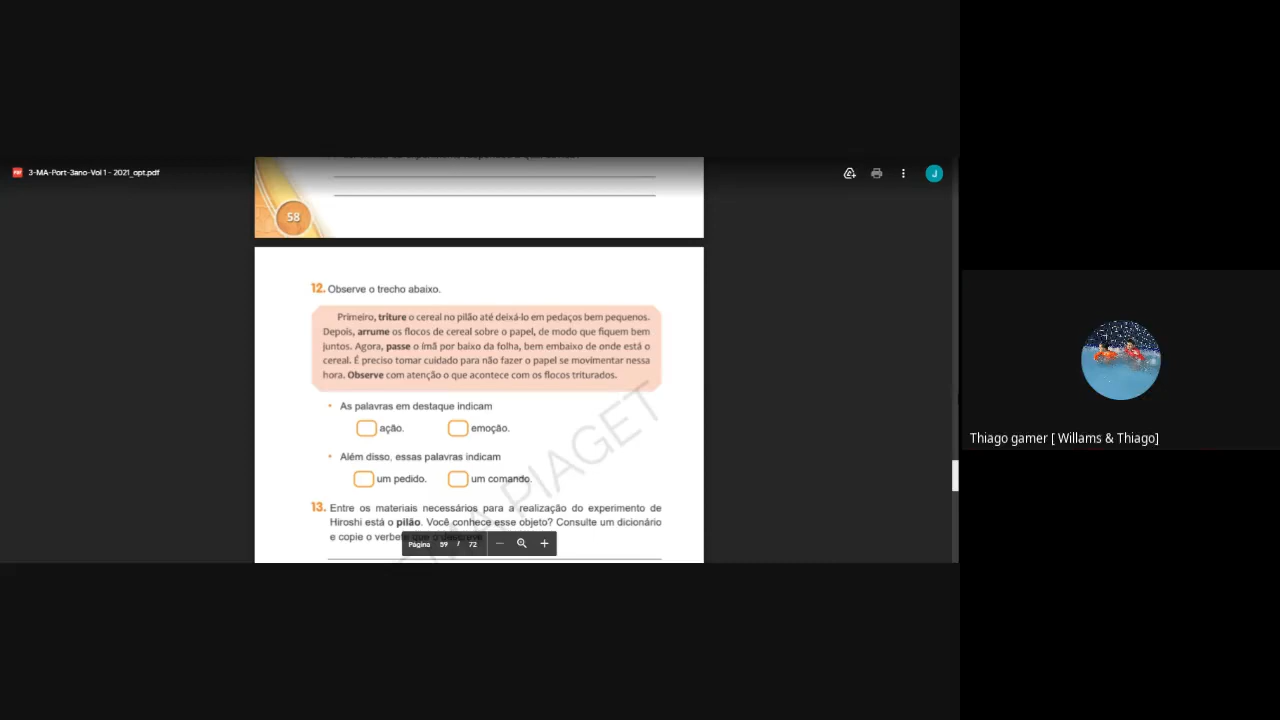 3-MA-Port-3ano-Vol 1 - 2021_opt.pdf
J
58
12. Observe o trecho abaixo.
Primeiro, triture o cereal no pilão até deixá-lo em pedaços bem pequenos.
Depois, arrume os flocos de cereal sobre o papel, de modo que fiquem bem
juntos. Agora, passe o ímã por baixo da folha, bem embaixo de onde está o
cereal. É preciso tomar cuidado para não fazer o papel se movimentar nessa
hora. Observe com atenção o que acontece com os flocos triturados.
• As palavras em destaque indicam
ação. emoção.
• Além disso, essas palavras indicam
um pedido. um comando.
13. Entre os materiais necessários para a realização do experimento de
Hiroshi está o pilão. Você conhece esse objeto? Consulte um dicionário
e copie o verbete que o descreve.
Página 59 / 72
PIAGET
Thiago gamer [ Willams & Thiago]